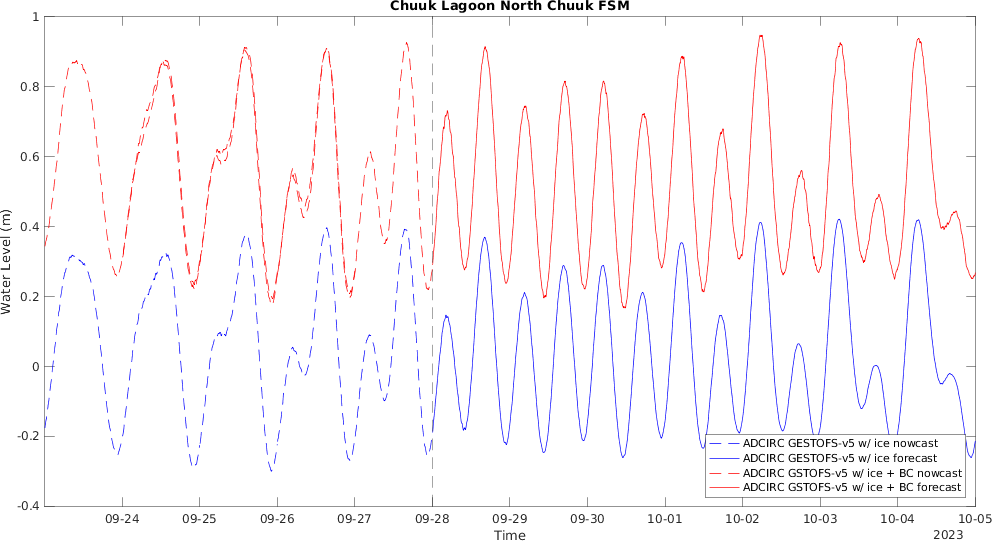 Chuuk Lagoon North Chuuk FSM
Water Level (m)
1
0.8
0.6
0.4
0.2
0
-0.2
-0.4
ADCIRC GESTOFS-v5 w/ ice nowcast
ADCIRC GESTOFS-v5 w/ ice forecast
ADCIRC GSTOFS-v5 w/ ice + BC nowcast
ADCIRC GSTOFS-v5 w/ ice + BC forecast
09-24 09-25 09-26 09-27 09-28 09-29 09-30 10-01 10-02 10-03 10-04 10-05
Time
2023